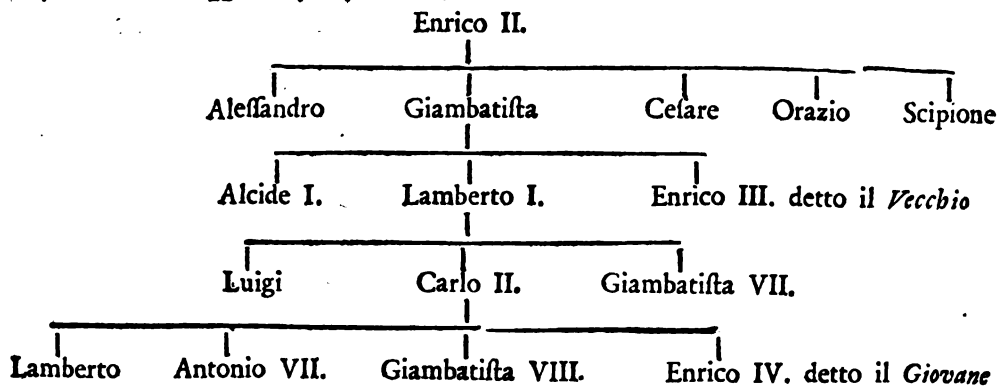 Enrico II.
Aleſſandro Giambatiſta Ceſare Orazio Scipione
Alcide I. Lamberto I. Enrico III. detto il Vecchio
Luigi Carlo II. Giambatiſta VII.
Lamberto Antonio VII. Giambatiſta VIII. Enrico IV. detto il Giovane